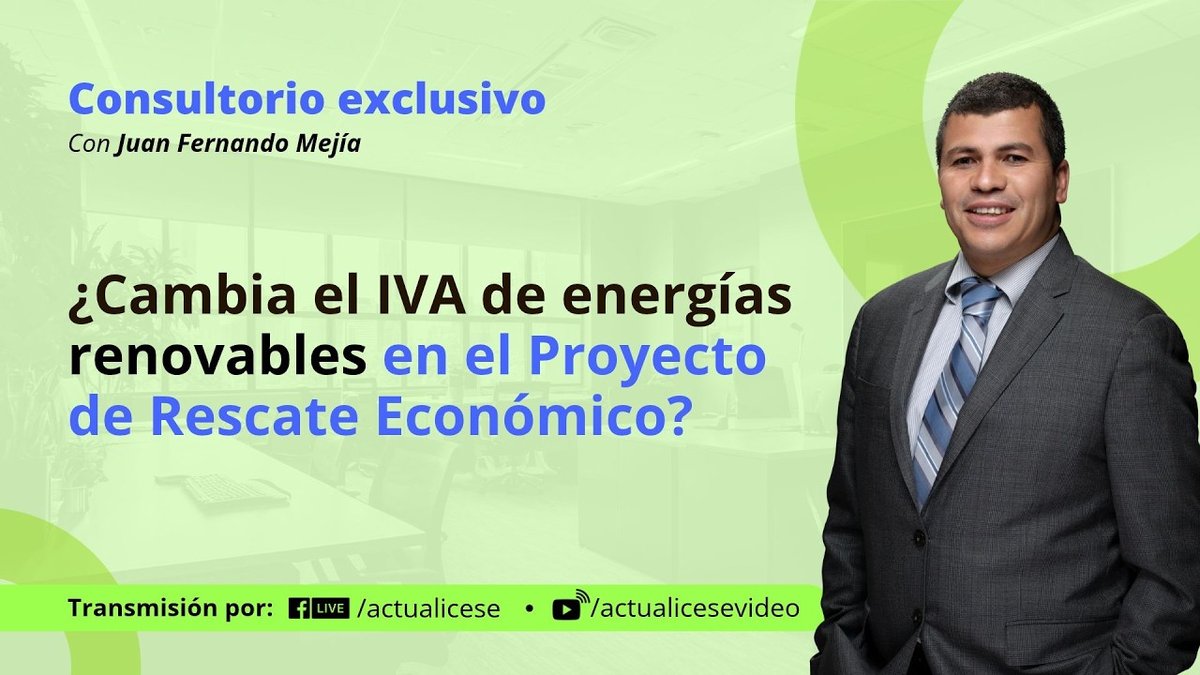 Consultorio exclusivo
Con Juan Fernando Mejía
¿Cambia el IVA de energías
renovables en el Proyecto
de Rescate Económico?
Transmisión por: f LIVE /actualicese • /actualicesevideo